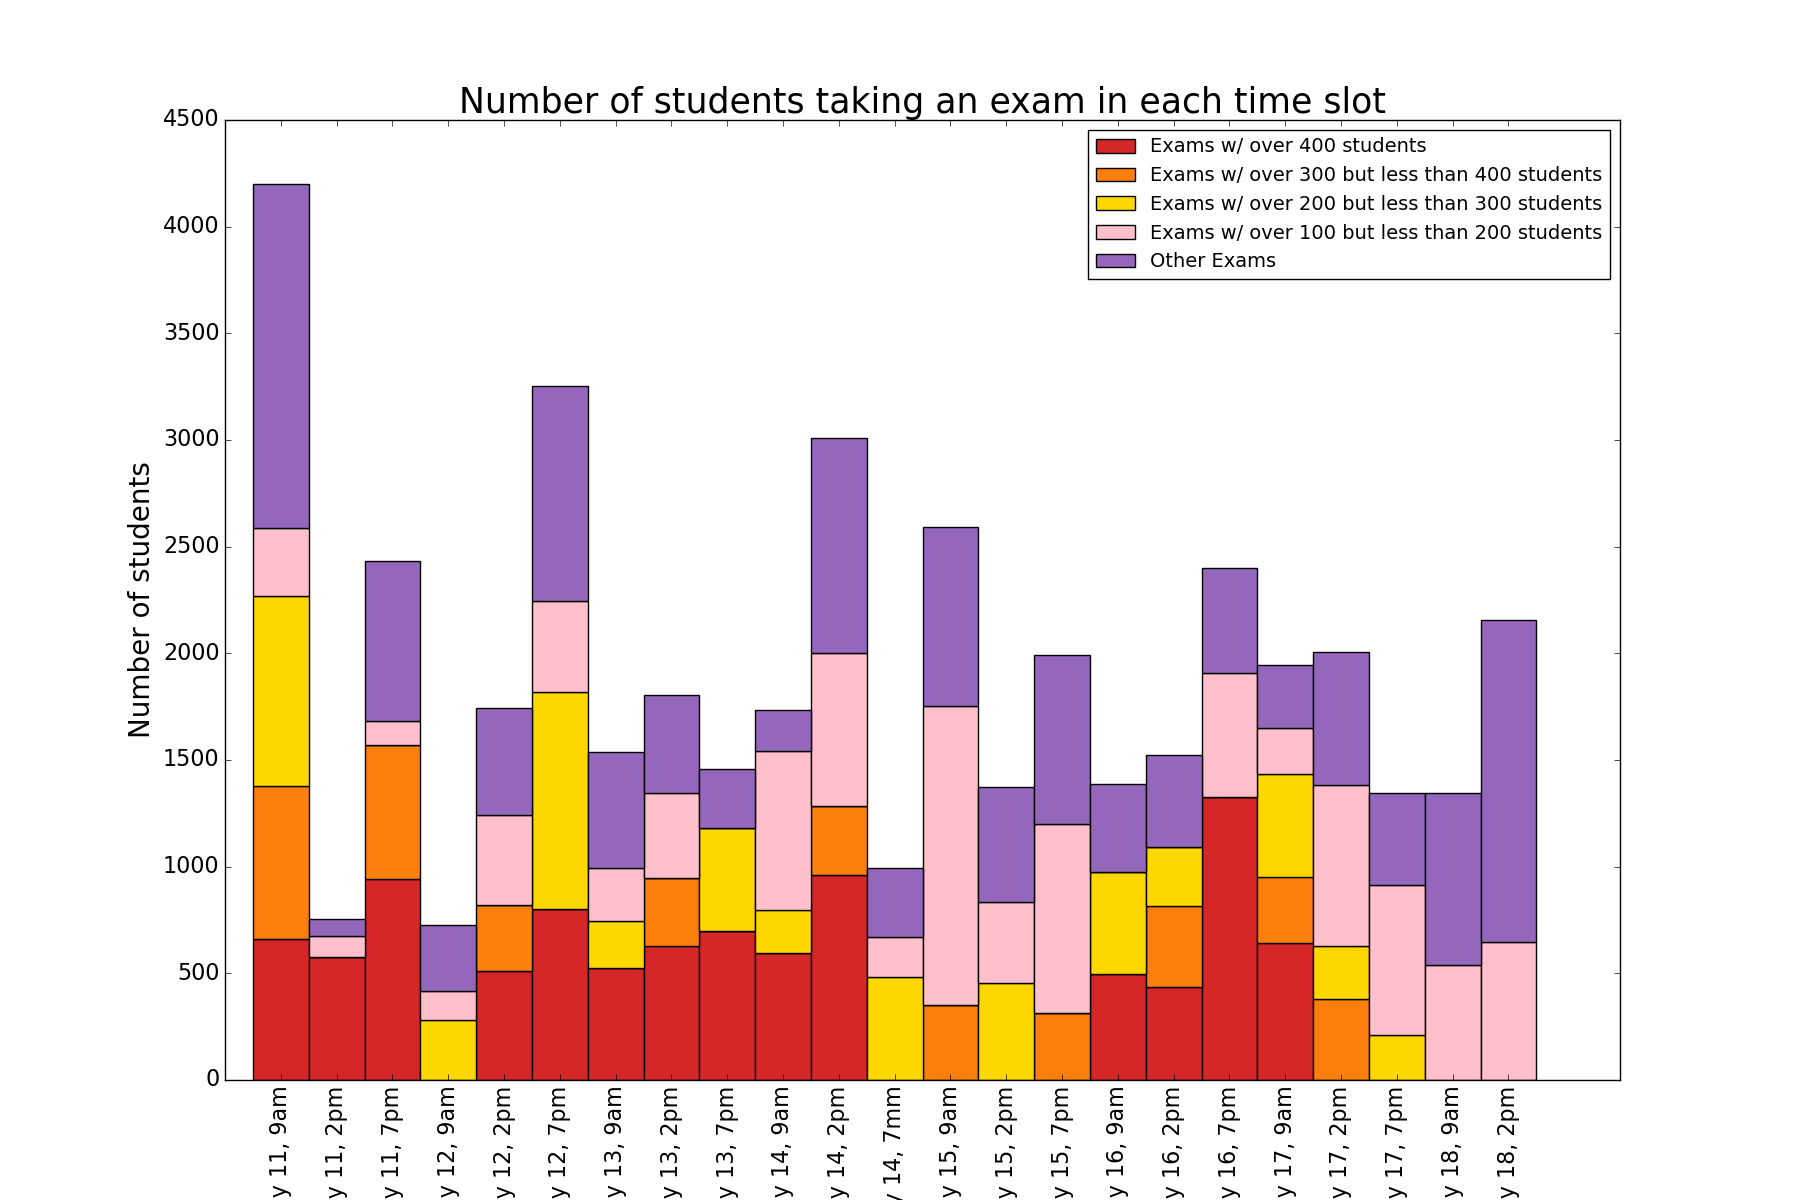 Number of students taking an exam in each time slot
Number of students
4500
4000
3500
3000
2500
2000
1500
1000
500
0
Exams w/ over 400 students
Exams w/ over 300 but less than 400 students
Exams w/ over 200 but less than 300 students
Exams w/ over 100 but less than 200 students
Other Exams
y 11, 9am
y 11, 2pm
y 11, 7pm
y 12, 9am
y 12, 2pm
y 12, 7pm
y 13, 9am
y 13, 2pm
y 13, 7pm
y 14, 9am
y 14, 2pm
y 14, 7mm
y 15, 9am
y 15, 2pm
y 15, 7pm
y 16, 9am
y 16, 2pm
y 16, 7pm
y 17, 9am
y 17, 2pm
y 17, 7pm
y 18, 9am
y 18, 2pm